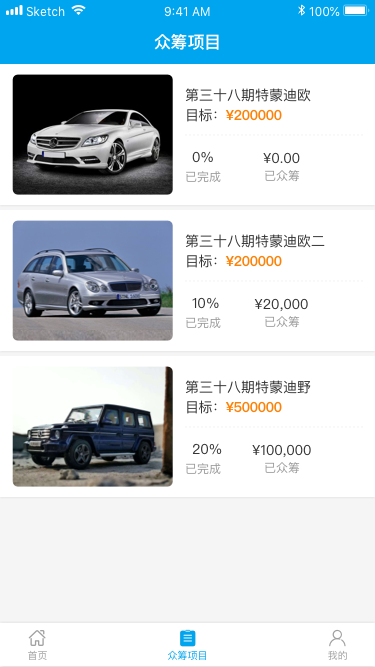 Sketch 9:41 AM 100%
众筹项目
第三十八期特蒙迪欧
目标：¥200000
0% ¥0.00
已完成 已众筹
第三十八期特蒙迪欧二
目标：¥200000
10% ¥20,000
已完成 已众筹
第三十八期特蒙迪野
目标：¥500000
20% ¥100,000
已完成 已众筹
首页 众筹项目 我的